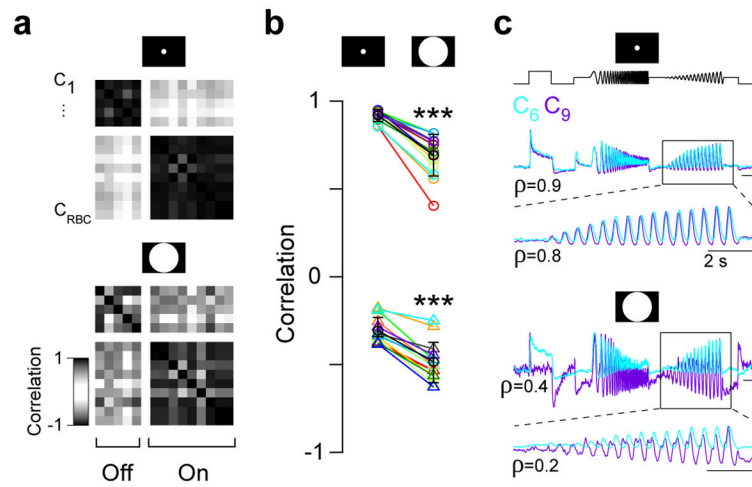 a
C1
⋮
CRBC
1
-1
Correlation
Off
On
b
1
***
0
***
-1
Correlation
c
C6 C9
ρ=0.9
ρ=0.8
2 s
ρ=0.4
ρ=0.2